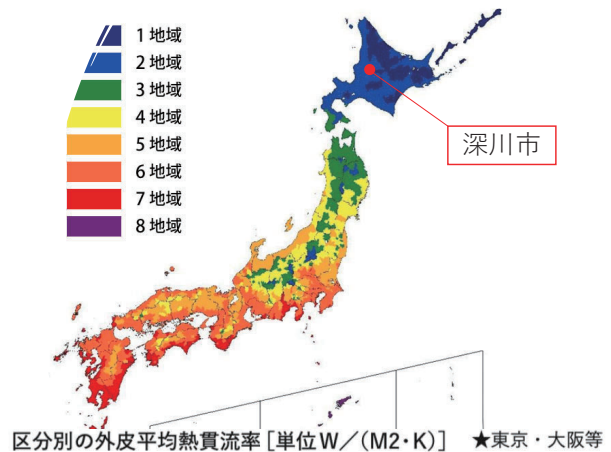 1 地域
2 地域
3 地域
4 地域
5 地域
6 地域
7 地域
8 地域
深川市
区分別の外皮平均熱貫流率 [単位 W／(M2・K)] ★東京・大阪等